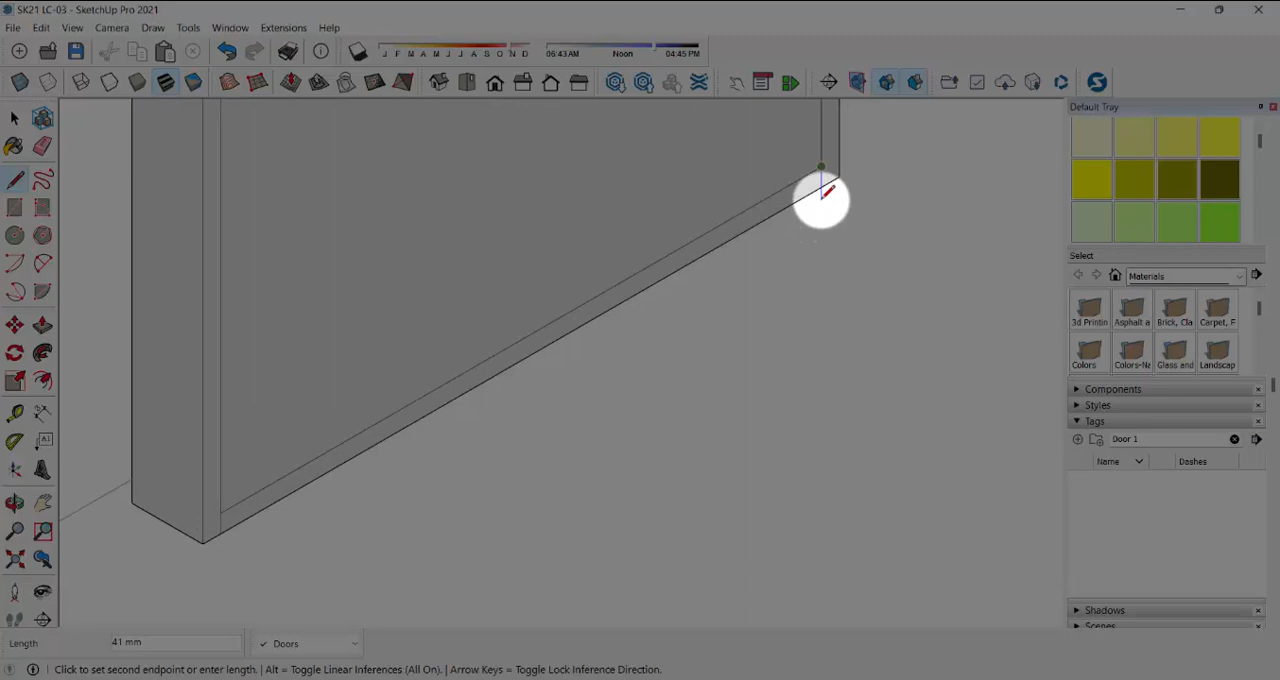 SK21 LC-03 - SketchUp Pro 2021
File Edit View Camera Draw Tools Window Extensions Help
J F M A M J J A S O N D 06:43 AM Noon 04:45 PM
Default Tray
Select
Materials
3d Printin Asphalt a Brick, Cla Carpet, F
Colors Colors-Na Glass and Landscap
Components
Styles
Tags
Door 1
Name Dashes
Shadows
Scenes
A1
Length 41 mm ✓ Doors
Click to set second endpoint or enter length. | Alt = Toggle Linear Inferences (All On). | Arrow Keys = Toggle Lock Inference Direction.